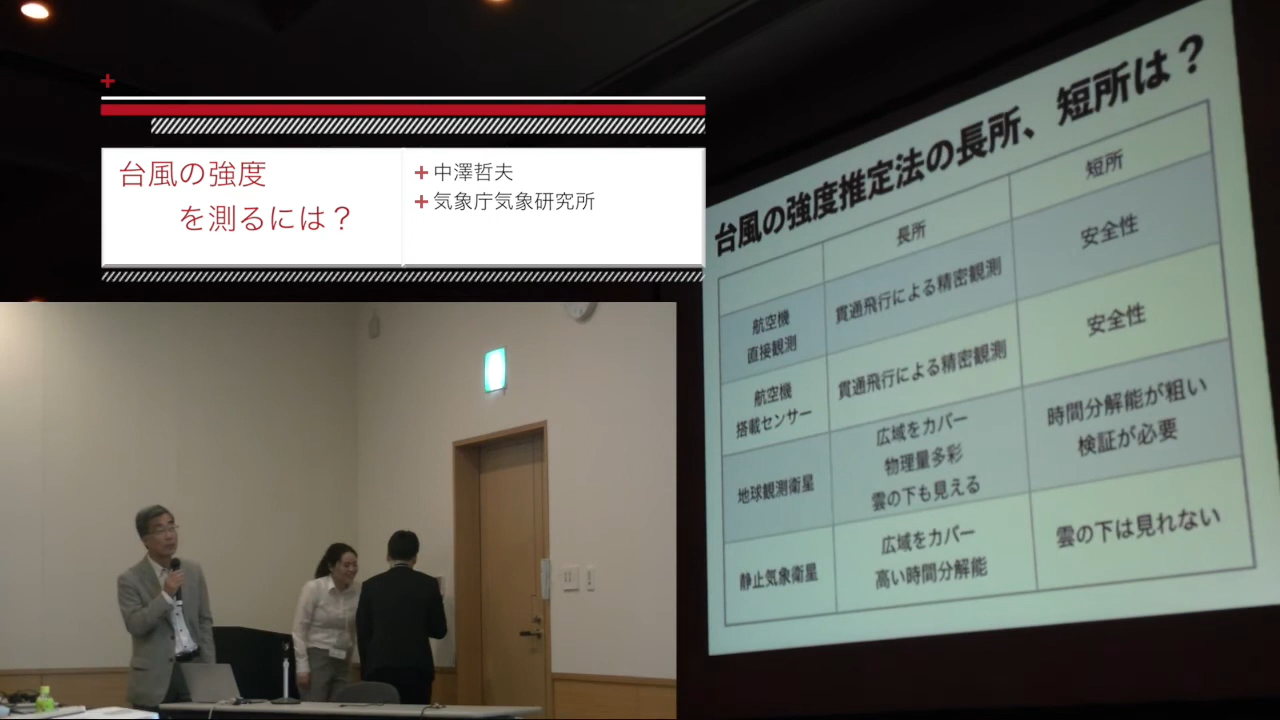 台風の強度
を測るには？
+中澤哲夫
+気象庁気象研究所
台風の強度推定法の長所、短所は？
長所
短所
航空機
直接観測
貫通飛行による精密観測
安全性
航空機
搭載センサー
貫通飛行による精密観測
安全性
地球観測衛星
広域をカバー
物理量多彩
雲の下も見える
時間分解能が粗い
検証が必要
静止気象衛星
広域をカバー
高い時間分解能
雲の下は見れない